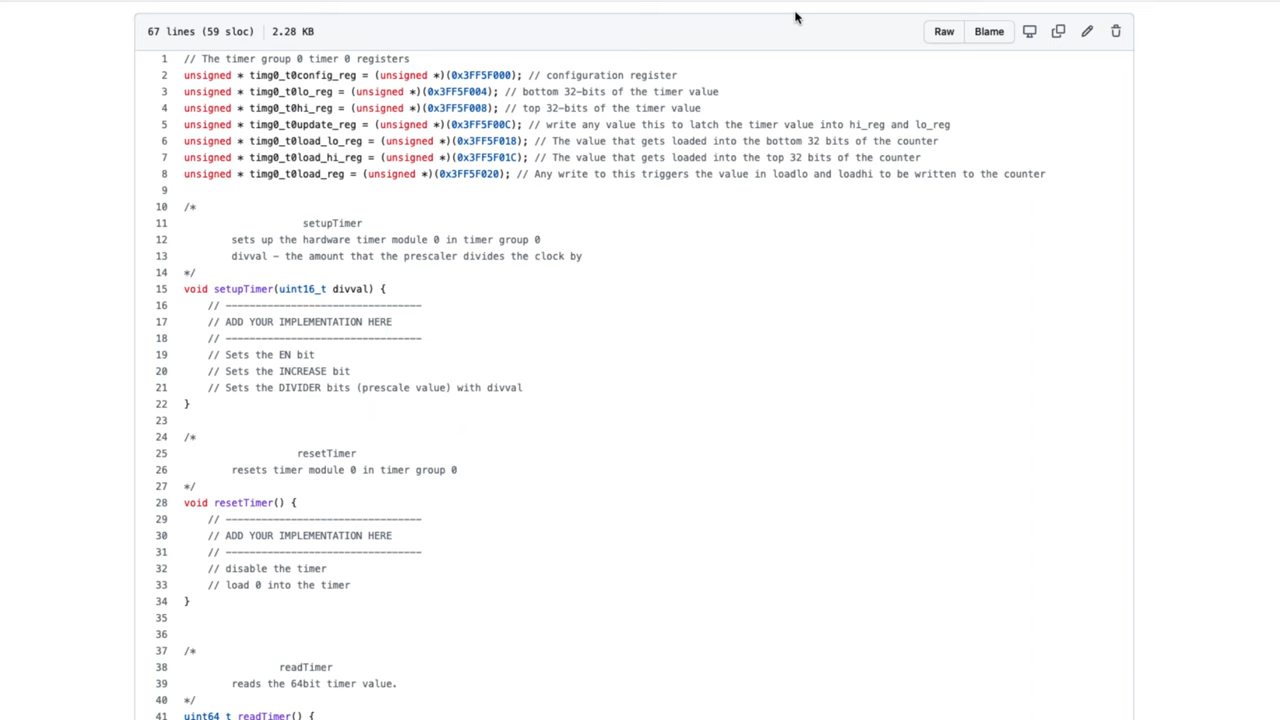 67 lines (59 sloc) 2.28 KB Raw Blame
1 // The timer group 0 timer 0 registers
2 unsigned * timg0_t0config_reg = (unsigned *)(0x3FF5F000); // configuration register
3 unsigned * timg0_t0lo_reg = (unsigned *)(0x3FF5F004); // bottom 32-bits of the timer value
4 unsigned * timg0_t0hi_reg = (unsigned *)(0x3FF5F008); // top 32-bits of the timer value
5 unsigned * timg0_t0update_reg = (unsigned *)(0x3FF5F00C); // write any value this to latch the timer value into hi_reg and lo_reg
6 unsigned * timg0_t0load_lo_reg = (unsigned *)(0x3FF5F018); // The value that gets loaded into the bottom 32 bits of the counter
7 unsigned * timg0_t0load_hi_reg = (unsigned *)(0x3FF5F01C); // The value that gets loaded into the top 32 bits of the counter
8 unsigned * timg0_t0load_reg = (unsigned *)(0x3FF5F020); // Any write to this triggers the value in loadlo and loadhi to be written to the counter
9
10 /*
11 setupTimer
12 sets up the hardware timer module 0 in timer group 0
13 divval - the amount that the prescaler divides the clock by
14 */
15 void setupTimer(uint16_t divval) {
16 // ---------------------------------
17 // ADD YOUR IMPLEMENTATION HERE
18 // ---------------------------------
19 // Sets the EN bit
20 // Sets the INCREASE bit
21 // Sets the DIVIDER bits (prescale value) with divval
22 }
23
24 /*
25 resetTimer
26 resets timer module 0 in timer group 0
27 */
28 void resetTimer() {
29 // ---------------------------------
30 // ADD YOUR IMPLEMENTATION HERE
31 // ---------------------------------
32 // disable the timer
33 // load 0 into the timer
34 }
35
36
37 /*
38 readTimer
39 reads the 64bit timer value.
40 */
41 uint64_t readTimer() {